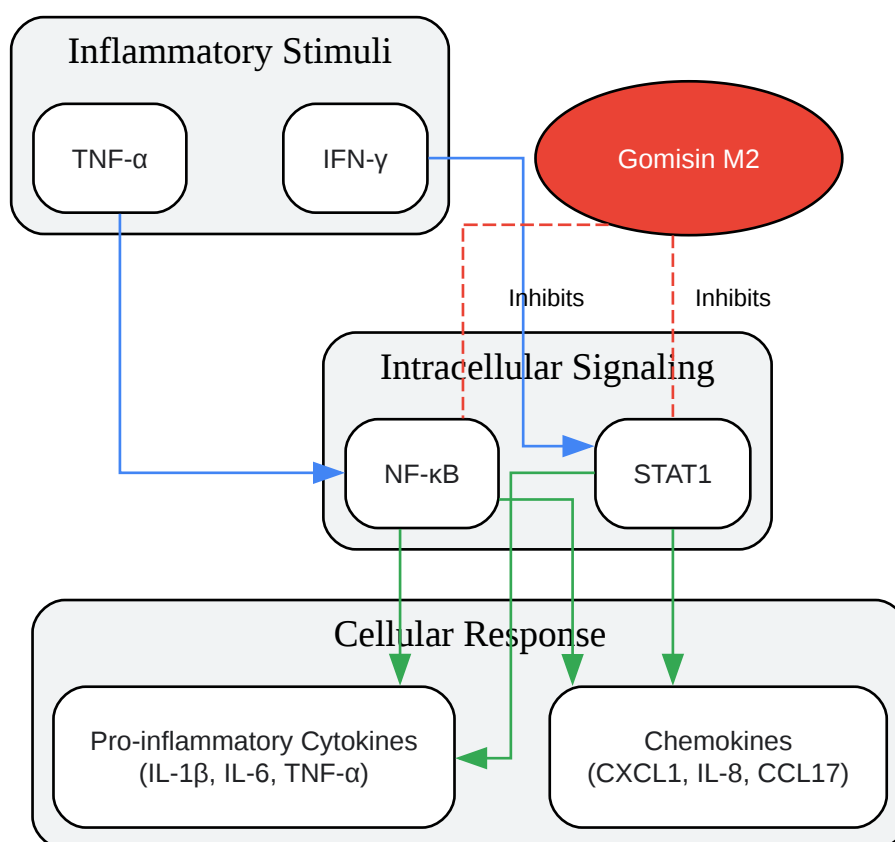 Inflammatory Stimuli
TNF-α
IFN-γ
Gomisin M2
Inhibits
Inhibits
Intracellular Signaling
NF-κB
STAT1
Cellular Response
Pro-inflammatory Cytokines
(IL-1β, IL-6, TNF-α)
Chemokines
(CXCL1, IL-8, CCL17)